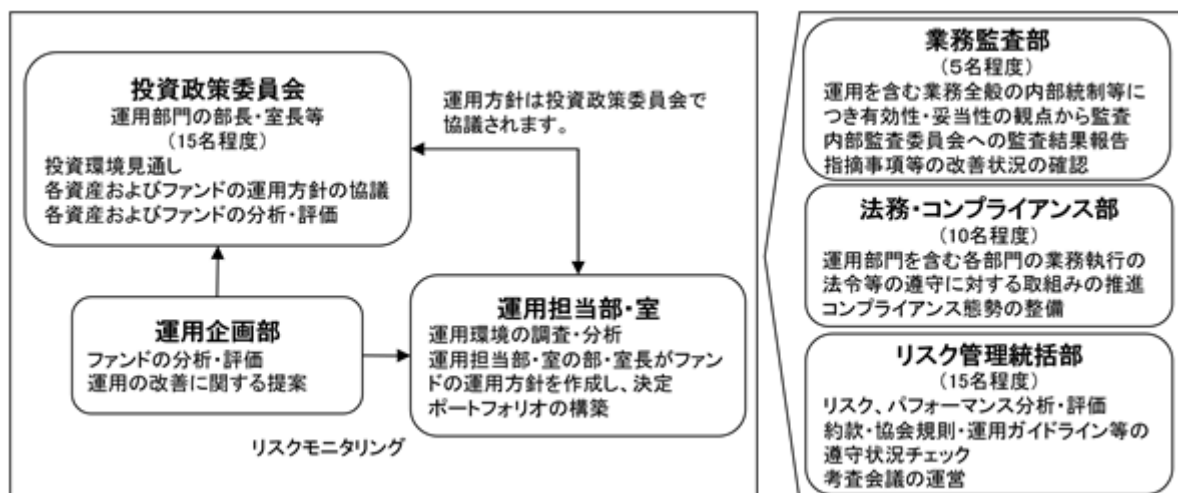 投資政策委員会
運用部門の部長・室長等
(15名程度)
投資環境見通し
各資産およびファンドの運用方針の協議
各資産およびファンドの分析・評価
運用方針は投資政策委員会で
協議されます。
運用企画部
ファンドの分析・評価
運用の改善に関する提案
運用担当部・室
運用環境の調査・分析
運用担当部・室の部・室長がファン
ドの運用方針を作成し、決定
ポートフォリオの構築
リスクモニタリング
業務監査部
(5名程度)
運用を含む業務全般の内部統制等に
つき有効性・妥当性の観点から監査
内部監査委員会への監査結果報告
指摘事項等の改善状況の確認
法務・コンプライアンス部
(10名程度)
運用部門を含む各部門の業務執行の
法令等の遵守に対する取組みの推進
コンプライアンス態勢の整備
リスク管理統括部
(15名程度)
リスク、パフォーマンス分析・評価
約款・協会規則・運用ガイドライン等の
遵守状況チェック
考査会議の運営